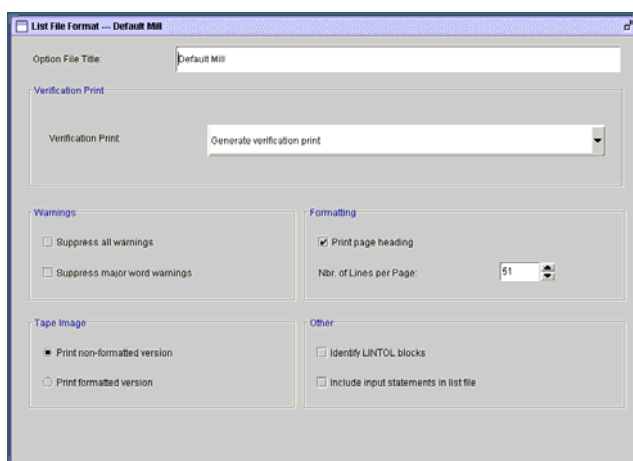 List File Format --- Default Mill
Option File Title:
Default Mill
Verification Print
Verification Print
Generate verification print
Warnings
Suppress all warnings
Suppress major word warnings
Formatting
Print page heading
Nbr. of Lines per Page:
51
Tape Image
Print non-formatted version
Print formatted version
Other
Identify LINTOL blocks
Include input statements in list file